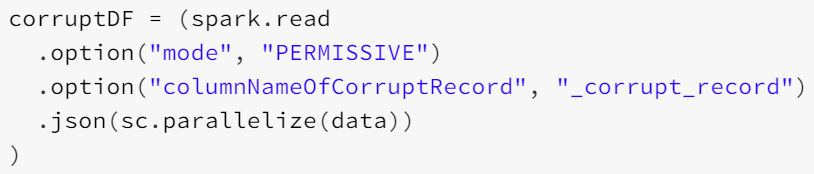 corruptDF = (spark.read
  .option("mode", "PERMISSIVE")
  .option("columnNameOfCorruptRecord", "_corrupt_record")
  .json(sc.parallelize(data))
)